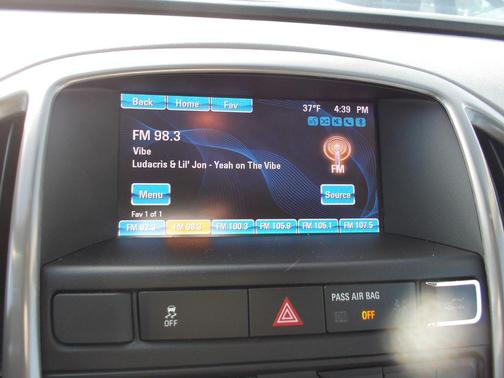 Back Home Fav 37°F 4:39 PM
FM 98.3
Vibe
Ludacris & Lil' Jon - Yeah on The Vibe
FM
Menu Source
Fav 1 of 1
FM 98.3 FM 100.3 FM 105.9 FM 105.1 FM 107.5
PASS AIR BAG
OFF OFF